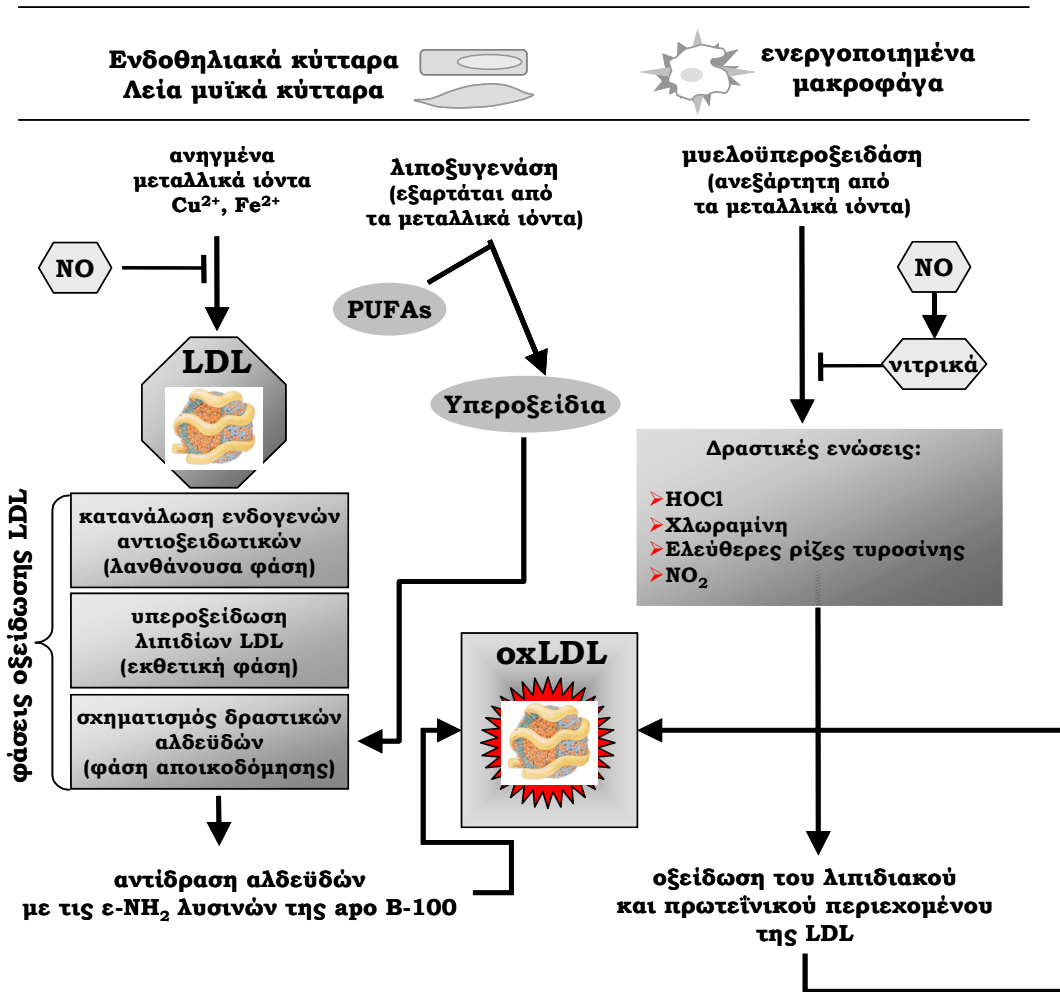 Ενδοθηλιακά κύτταρα
Λεία μυϊκά κύτταρα
ενεργοποιημένα
μακροφάγα
ανηγμένα
μεταλλικά ιόντα
Cu²⁺, Fe²⁺
λιποξυγενάση
(εξαρτάται από
τα μεταλλικά ιόντα)
μυελοϋπεροξειδάση
(ανεξάρτητη από
τα μεταλλικά ιόντα)
NO
PUFAs
NO
νιτρικά
LDL
Υπεροξείδια
Δραστικές ενώσεις:
HOCl
Χλωραμίνη
Ελεύθερες ρίζες τυροσίνης
NO₂
φάσεις οξείδωσης LDL
κατανάλωση ενδογενών
αντιοξειδωτικών
(λανθάνουσα φάση)
υπεροξείδωση
λιπιδίων LDL
(εκθετική φάση)
σχηματισμός δραστικών
αλδεϋδών
(φάση αποικοδόμησης)
oxLDL
αντίδραση αλδεϋδών
με τις ε-NH₂ λυσινών της apo B-100
οξείδωση του λιπιδιακού
και πρωτεΐνικού περιεχομένου
της LDL